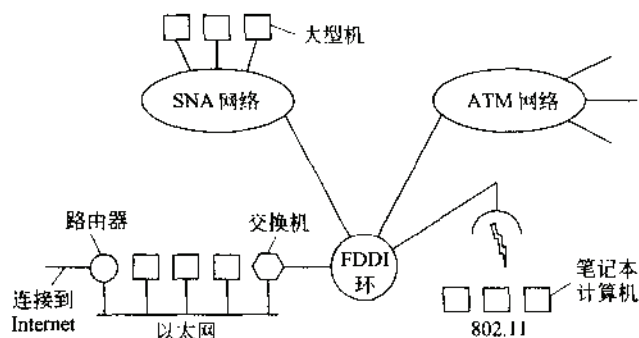 大型机
SNA 网络
ATM 网络
路由器
交换机
FDDI
环
连接到
Internet
以太网
笔记本
计算机
802.11